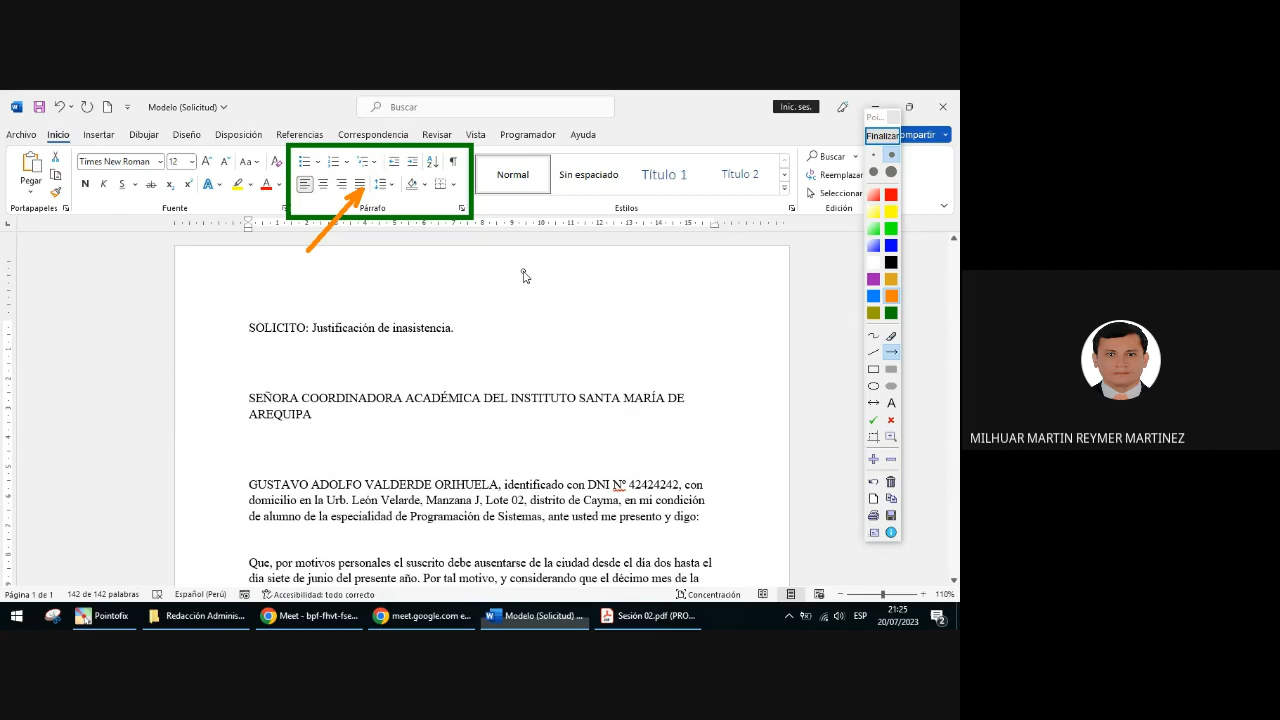 Modelo (Solicitud)
Buscar
Inic. ses.
Poi...
Archivo Inicio Insertar Dibujar Diseño Disposición Referencias Correspondencia Revisar Vista Programador Ayuda
Finalizar
ompartir
Pegar
Times New Roman 12
Normal
Sin espaciado
Título 1
Título 2
Buscar
Reemplazar
Seleccionar
Portapapeles
Fuente
Párrafo
Estilos
Edición
SOLICITO: Justificación de inasistencia.
SEÑORA COORDINADORA ACADÉMICA DEL INSTITUTO SANTA MARÍA DE
AREQUIPA
GUSTAVO ADOLFO VALDERDE ORIHUELA, identificado con DNI Nº 42424242, con
domicilio en la Urb. León Velarde, Manzana J, Lote 02, distrito de Cayma, en mi condición
de alumno de la especialidad de Programación de Sistemas, ante usted me presento y digo:
Que, por motivos personales el suscrito debe ausentarse de la ciudad desde el día dos hasta el
día siete de junio del presente año. Por tal motivo, y considerando que el décimo mes de la
MILHUAR MARTIN REYMER MARTINEZ
Página 1 de 1
142 de 142 palabras
Español (Perú)
Accesibilidad: todo correcto
Concentración
110%
Pointofix
Redacción Adminis...
Meet - bpf-fhvt-fse...
meet.google.com e...
Modelo (Solicitud) ...
Sesión 02.pdf (PRO...
ESP
21:25
20/07/2023